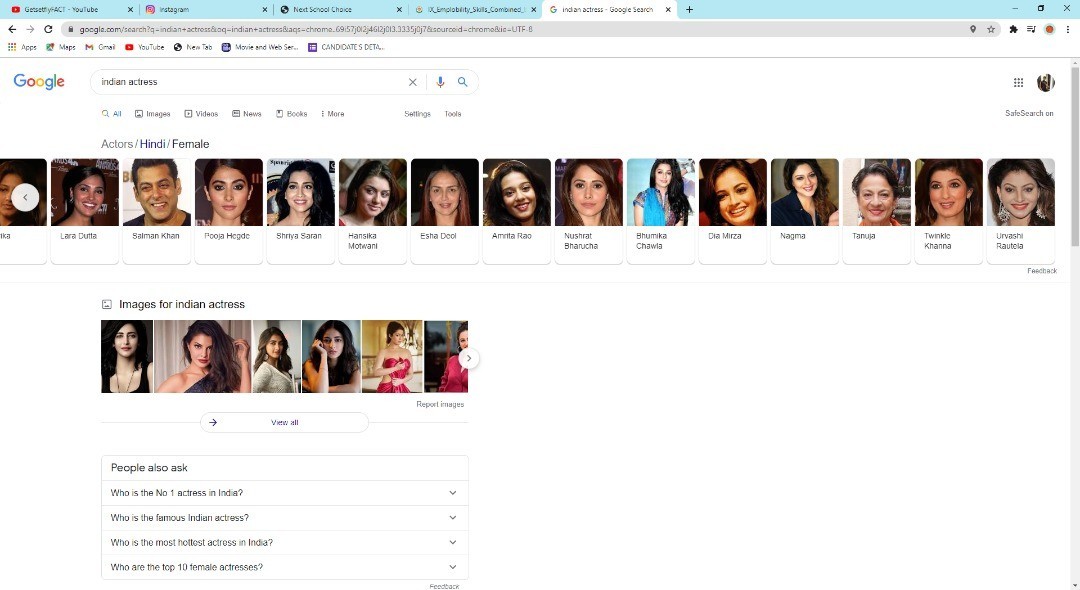 GetsetflyFACT - YouTube
Instagram
Next School Choice
IX_Emplobility_Skills_Combined_
indian actress - Google Search
google.com/search?q=indian+actress&oq=indian+actress&aqs=chrome..69i57j0l2j46l2j0l3.3335j0j7&sourceid=chrome&ie=UTF-8
Apps
Maps
Gmail
YouTube
New Tab
Movie and Web Ser...
CANDIDATE'S DETA...
Google
indian actress
All
Images
Videos
News
Books
More
Settings
Tools
SafeSearch on
Actors / Hindi / Female
ika
Lara Dutta
Salman Khan
Pooja Hegde
Shriya Saran
Hansika
Motwani
Esha Deol
Amrita Rao
Nushrat
Bharucha
Bhumika
Chawla
Dia Mirza
Nagma
Tanuja
Twinkle
Khanna
Urvashi
Rautela
Feedback
Images for indian actress
Report images
View all
People also ask
Who is the No 1 actress in India?
Who is the famous Indian actress?
Who is the most hottest actress in India?
Who are the top 10 female actresses?
Feedback